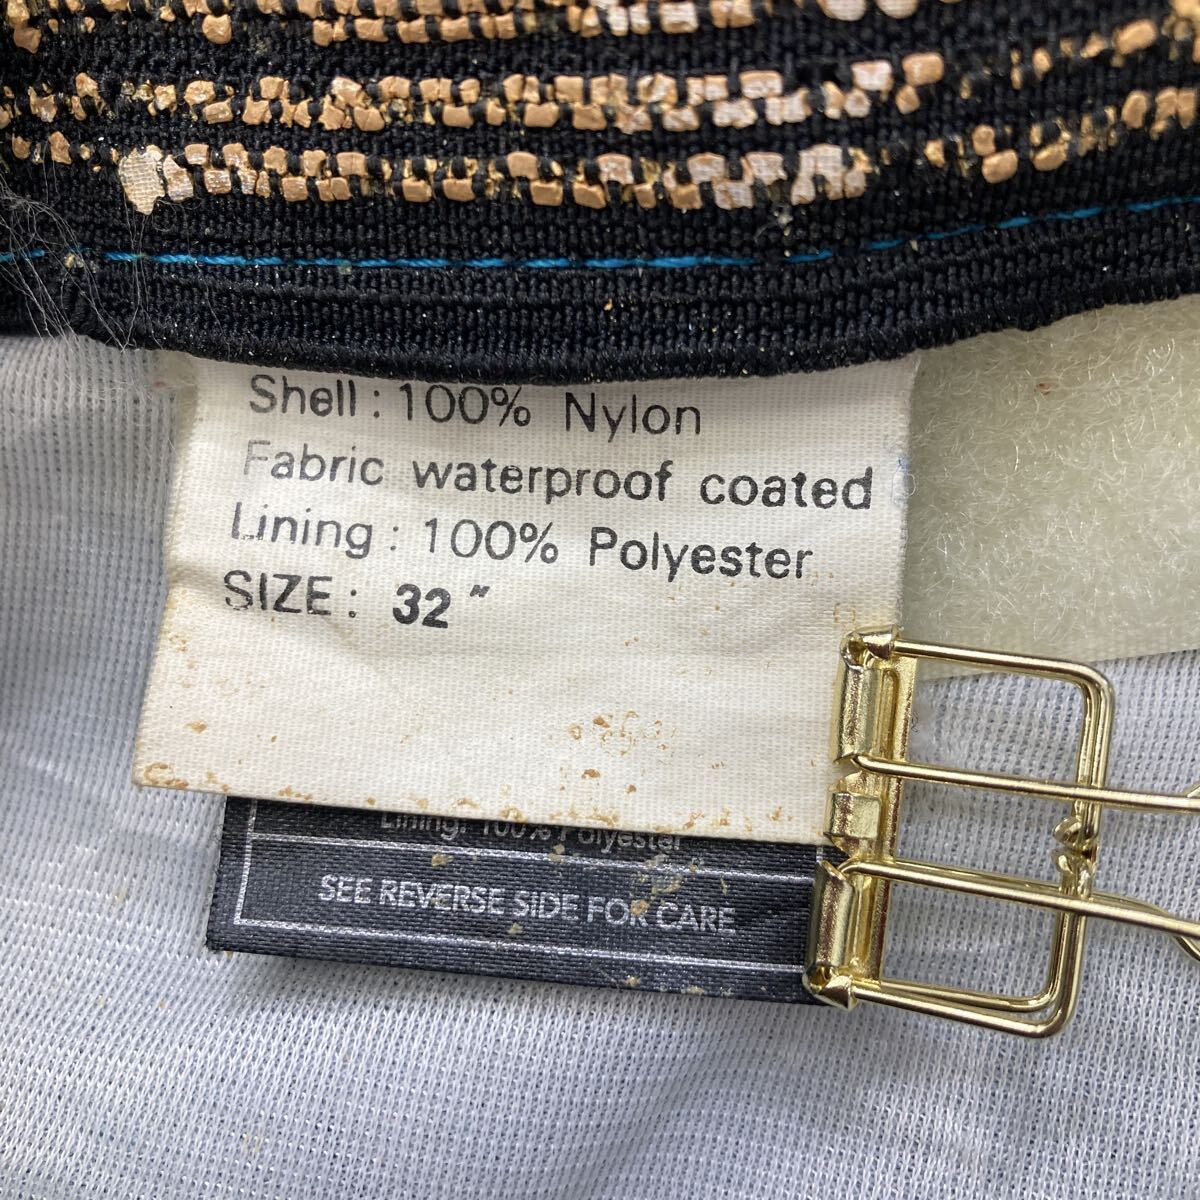 Shell : 100% Nylon
Fabric waterproof coated
Lining : 100% Polyester
SIZE : 32"
Lining: 100% Polyester
SEE REVERSE SIDE FOR CARE